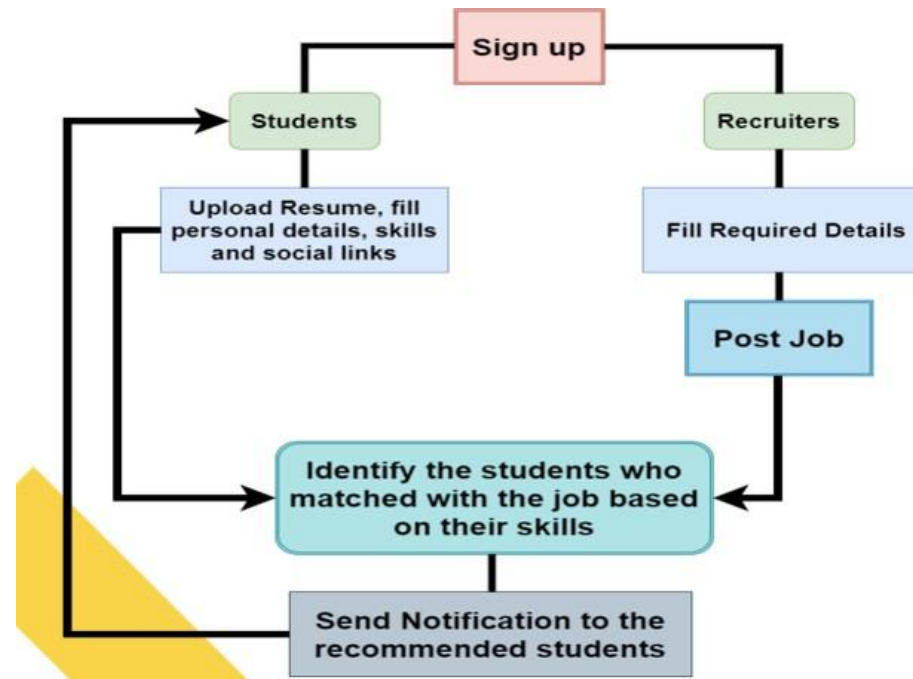 Sign up
Students
Recruiters
Upload Resume, fill
personal details, skills
and social links
Fill Required Details
Post Job
Identify the students who
matched with the job based
on their skills
Send Notification to the
recommended students